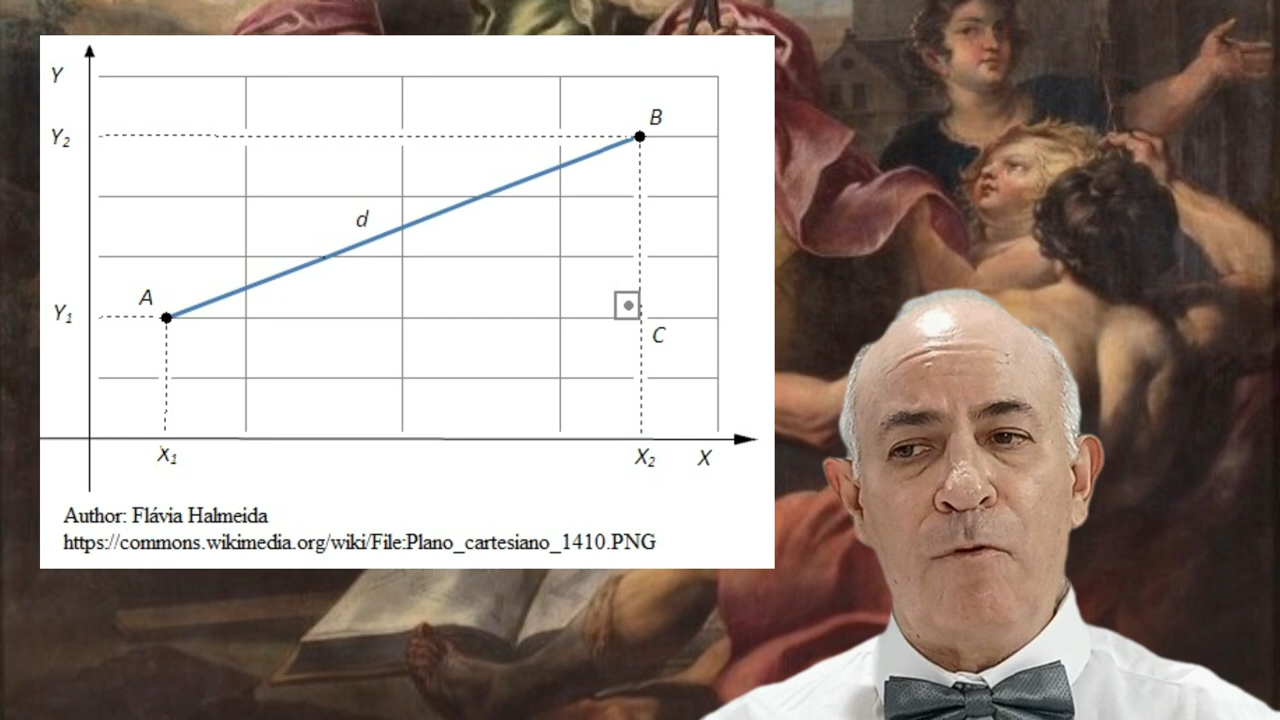 Y
Y₂
B
d
A
Y₁
C
X₁
X₂
X
Author: Flávia Halmeida
https://commons.wikimedia.org/wiki/File:Plano_cartesiano_1410.PNG